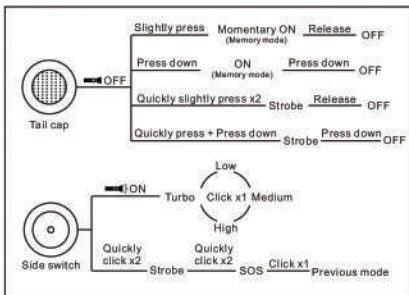 Slightly press Momentary ON Release OFF
(Memory mode)
Press down ON Press down OFF
(Memory mode)
OFF
Quickly slightly press x2 Strobe Release OFF
Tail cap
Quickly press + Press down Strobe Press down OFF
Low
ON
Turbo Click x1 Medium
High
Side switch
Quickly click x2 Strobe Quickly click x2 SOS Click x1 Previous mode